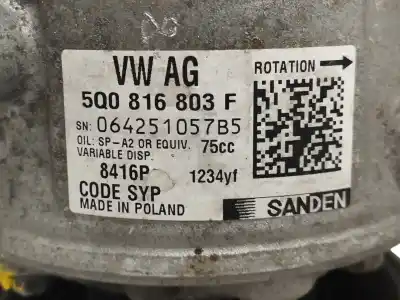 VW AG
5Q0 816 803 F
SN: 064251057B5
OIL: SP-A2 OR EQUIV. 75cc
VARIABLE DISP.
8416P 1234yf
CODE SYP
MADE IN POLAND
ROTATION
SANDEN